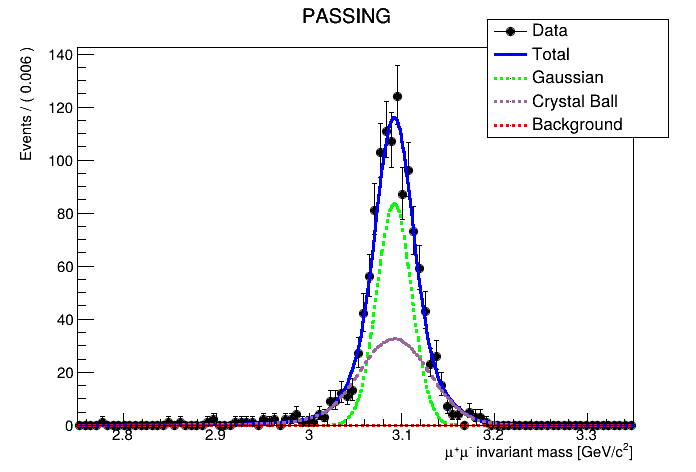 PASSING
Data
Total
Gaussian
Crystal Ball
Background
Events / ( 0.006 )
140
120
100
80
60
40
20
0
2.8 2.9 3 3.1 3.2 3.3
μ⁺μ⁻ invariant mass [GeV/c²]